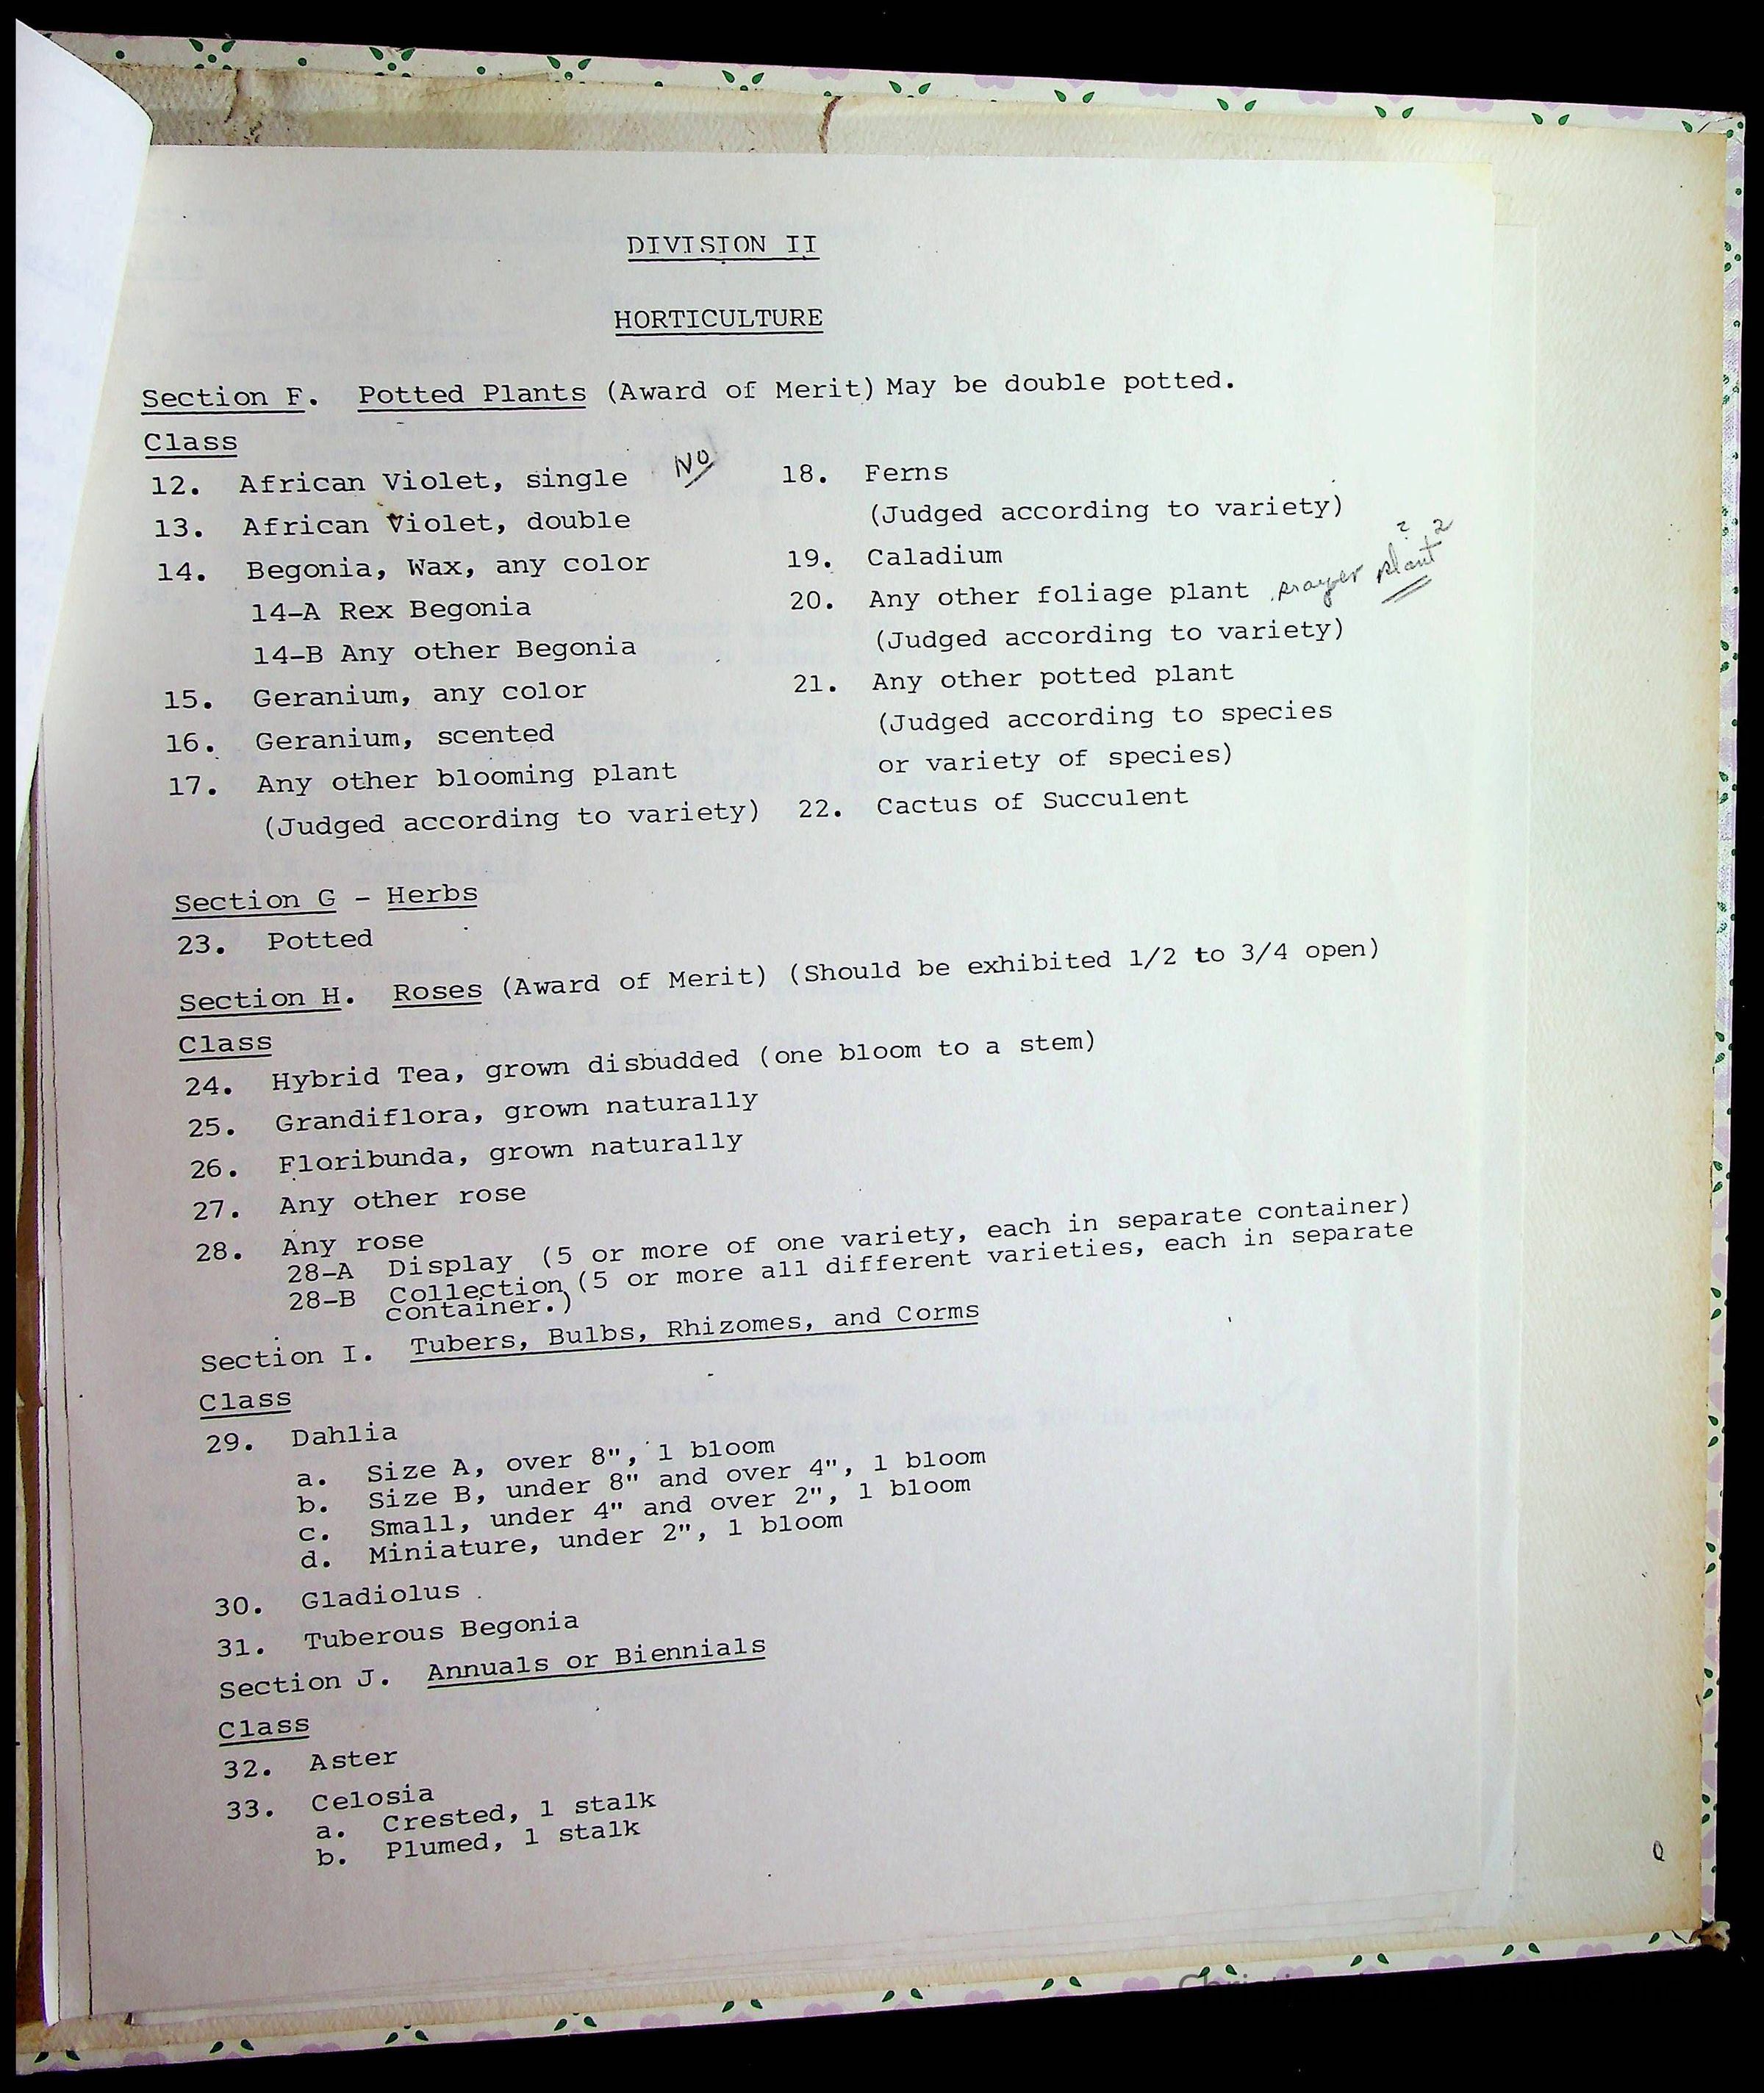 DIVISION II
HORTICULTURE
Section F. Potted Plants (Award of Merit) May be double potted.
Class
12. African Violet, single NO
13. African Violet, double
14. Begonia, Wax, any color
14-A Rex Begonia
14-B Any other Begonia
15. Geranium, any color
16. Geranium, scented
17. Any other blooming plant
(Judged according to variety)
18. Ferns
(Judged according to variety)
19. Caladium
20. Any other foliage plant prayer plant ? 2
(Judged according to variety)
21. Any other potted plant
(Judged according to species
or variety of species)
22. Cactus of Succulent
Section G - Herbs
23. Potted
Section H. Roses (Award of Merit) (Should be exhibited 1/2 to 3/4 open)
Class
24. Hybrid Tea, grown disbudded (one bloom to a stem)
25. Grandiflora, grown naturally
26. Floribunda, grown naturally
27. Any other rose
28. Any rose
28-A Display (5 or more of one variety, each in separate container)
28-B Collection (5 or more all different varieties, each in separate
container.)
Section I. Tubers, Bulbs, Rhizomes, and Corms
Class
29. Dahlia
a. Size A, over 8", 1 bloom
b. Size B, under 8" and over 4", 1 bloom
c. Small, under 4" and over 2", 1 bloom
d. Miniature, under 2", 1 bloom
30. Gladiolus
31. Tuberous Begonia
Section J. Annuals or Biennials
Class
32. Aster
33. Celosia
a. Crested, 1 stalk
b. Plumed, 1 stalk